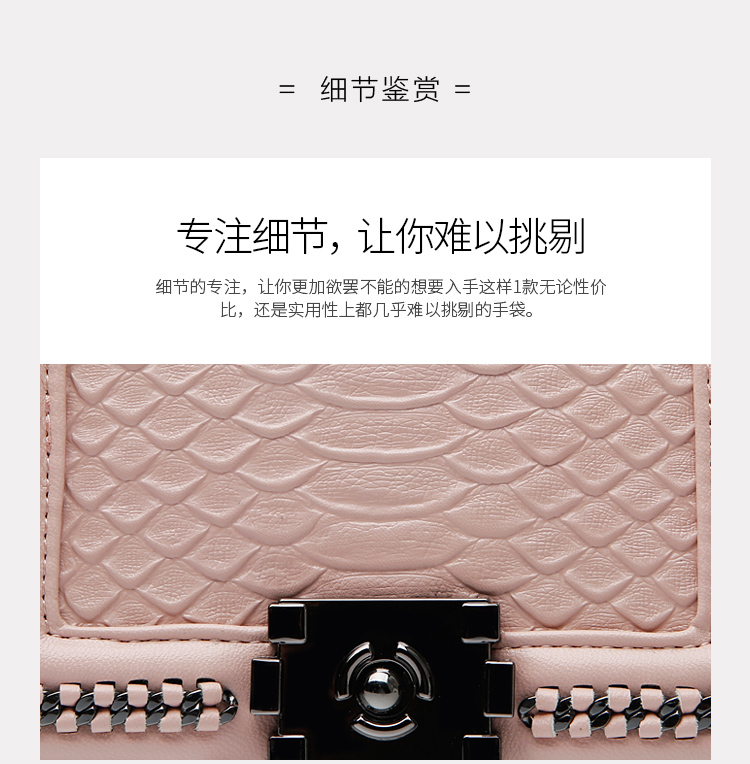 = 细节鉴赏 =
专注细节，让你难以挑剔
细节的专注，让你更加欲罢不能的想要入手这样1款无论性价
比，还是实用性上都几乎难以挑剔的手袋。